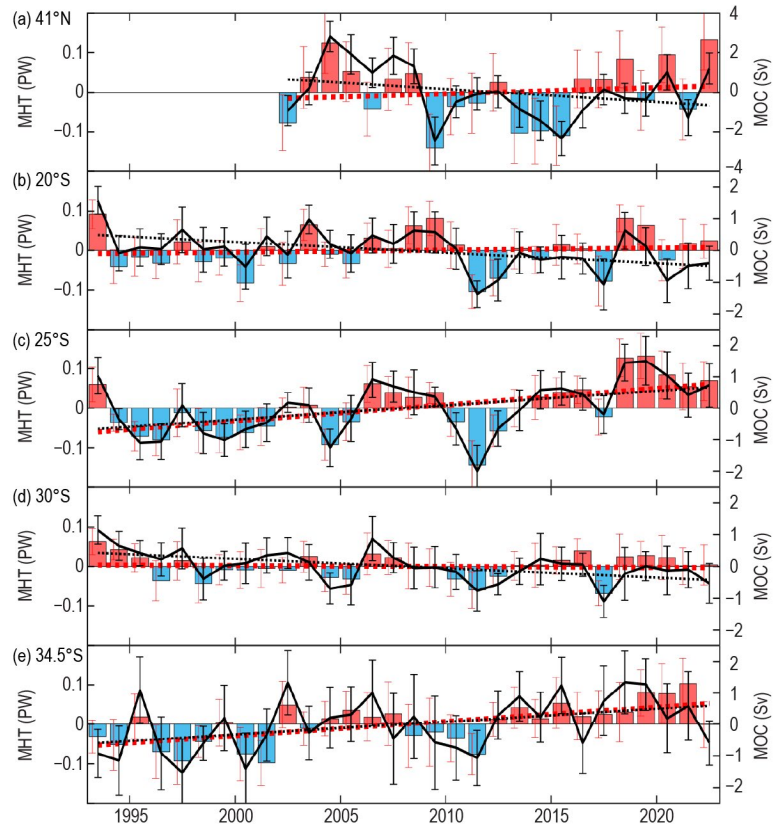 (a) 41°N
MHT (PW)
0.1
0
−0.1
4
2
0
−2
−4
MOC (Sv)
(b) 20°S
MHT (PW)
0.1
0
−0.1
2
1
0
−1
−2
MOC (Sv)
(c) 25°S
MHT (PW)
0.1
0
−0.1
2
1
0
−1
−2
MOC (Sv)
(d) 30°S
MHT (PW)
0.1
0
−0.1
2
1
0
−1
−2
MOC (Sv)
(e) 34.5°S
MHT (PW)
0.1
0
−0.1
2
1
0
−1
−2
MOC (Sv)
1995 2000 2005 2010 2015 2020